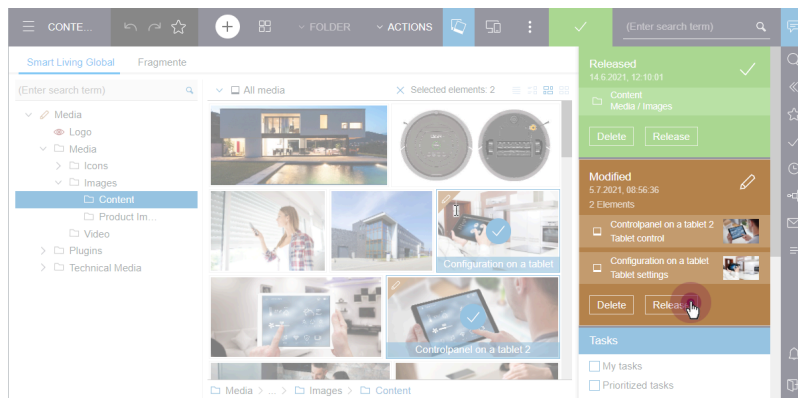 CONTE...
FOLDER
ACTIONS
(Enter search term)
Smart Living Global
Fragmente
(Enter search term)
All media
Selected elements: 2
Media
Logo
Media
Icons
Images
Content
Product Im...
Video
Plugins
Technical Media
Configuration on a tablet
Controlpanel on a tablet 2
Media > ... > Images > Content
Released
14.6.2021, 12:10:01
Content
Media / Images
Delete
Release
Modified
5.7.2021, 08:56:36
2 Elements
Controlpanel on a tablet 2
Tablet control
Configuration on a tablet
Tablet settings
Delete
Release
Tasks
My tasks
Prioritized tasks